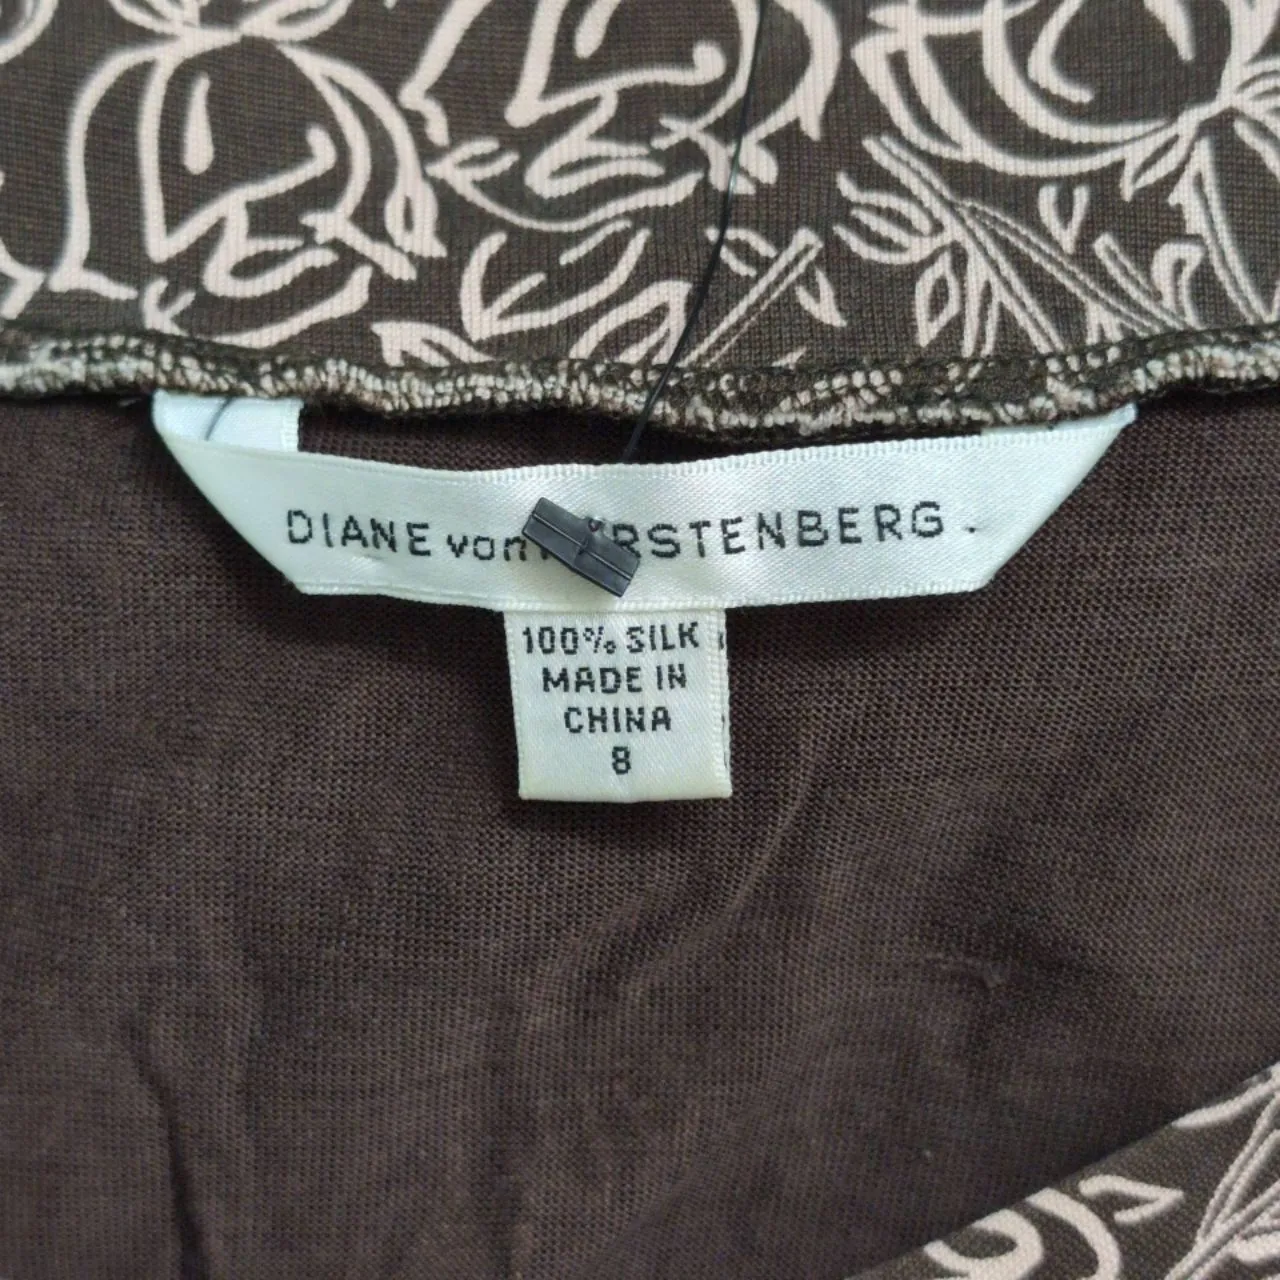 DIANE von RSTENBERG.
100% SILK
MADE IN
CHINA
8